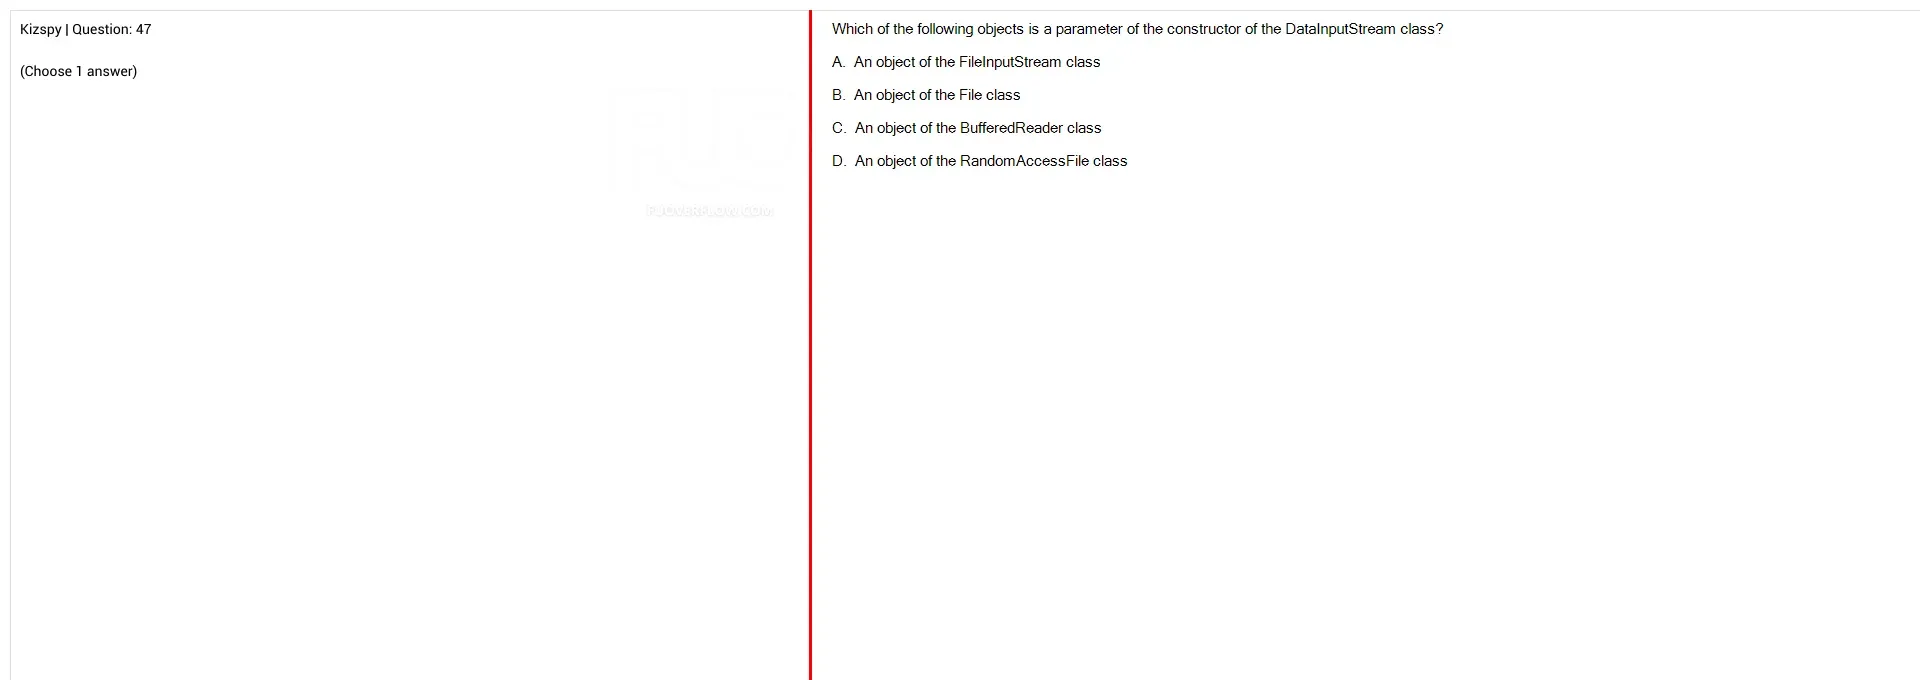 Kizspy | Question: 47
(Choose 1 answer)
Which of the following objects is a parameter of the constructor of the DataInputStream class?
A. An object of the FileInputStream class
B. An object of the File class
C. An object of the BufferedReader class
D. An object of the RandomAccessFile class